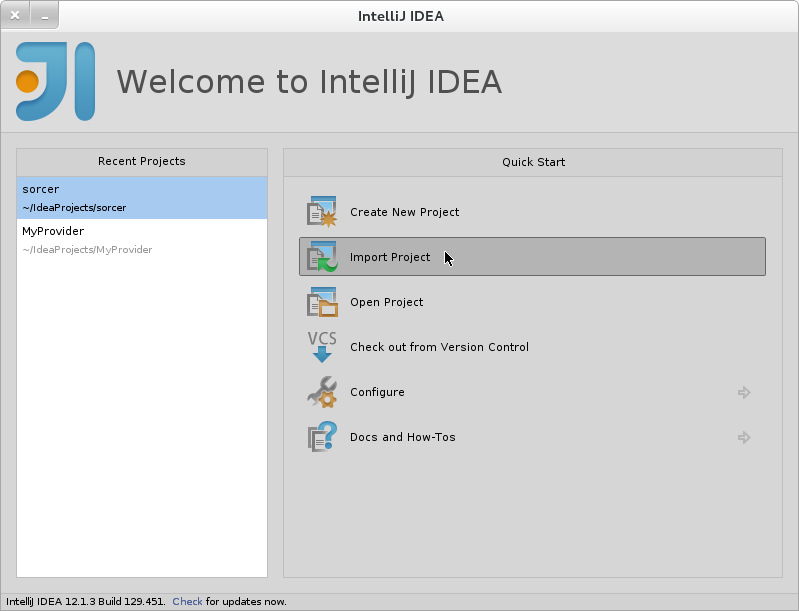 IntelliJ IDEA
Welcome to IntelliJ IDEA
Recent Projects
sorcer
~/IdeaProjects/sorcer
MyProvider
~/IdeaProjects/MyProvider
Quick Start
Create New Project
Import Project
Open Project
VCS
Check out from Version Control
Configure
Docs and How-Tos
IntelliJ IDEA 12.1.3 Build 129.451. Check for updates now.